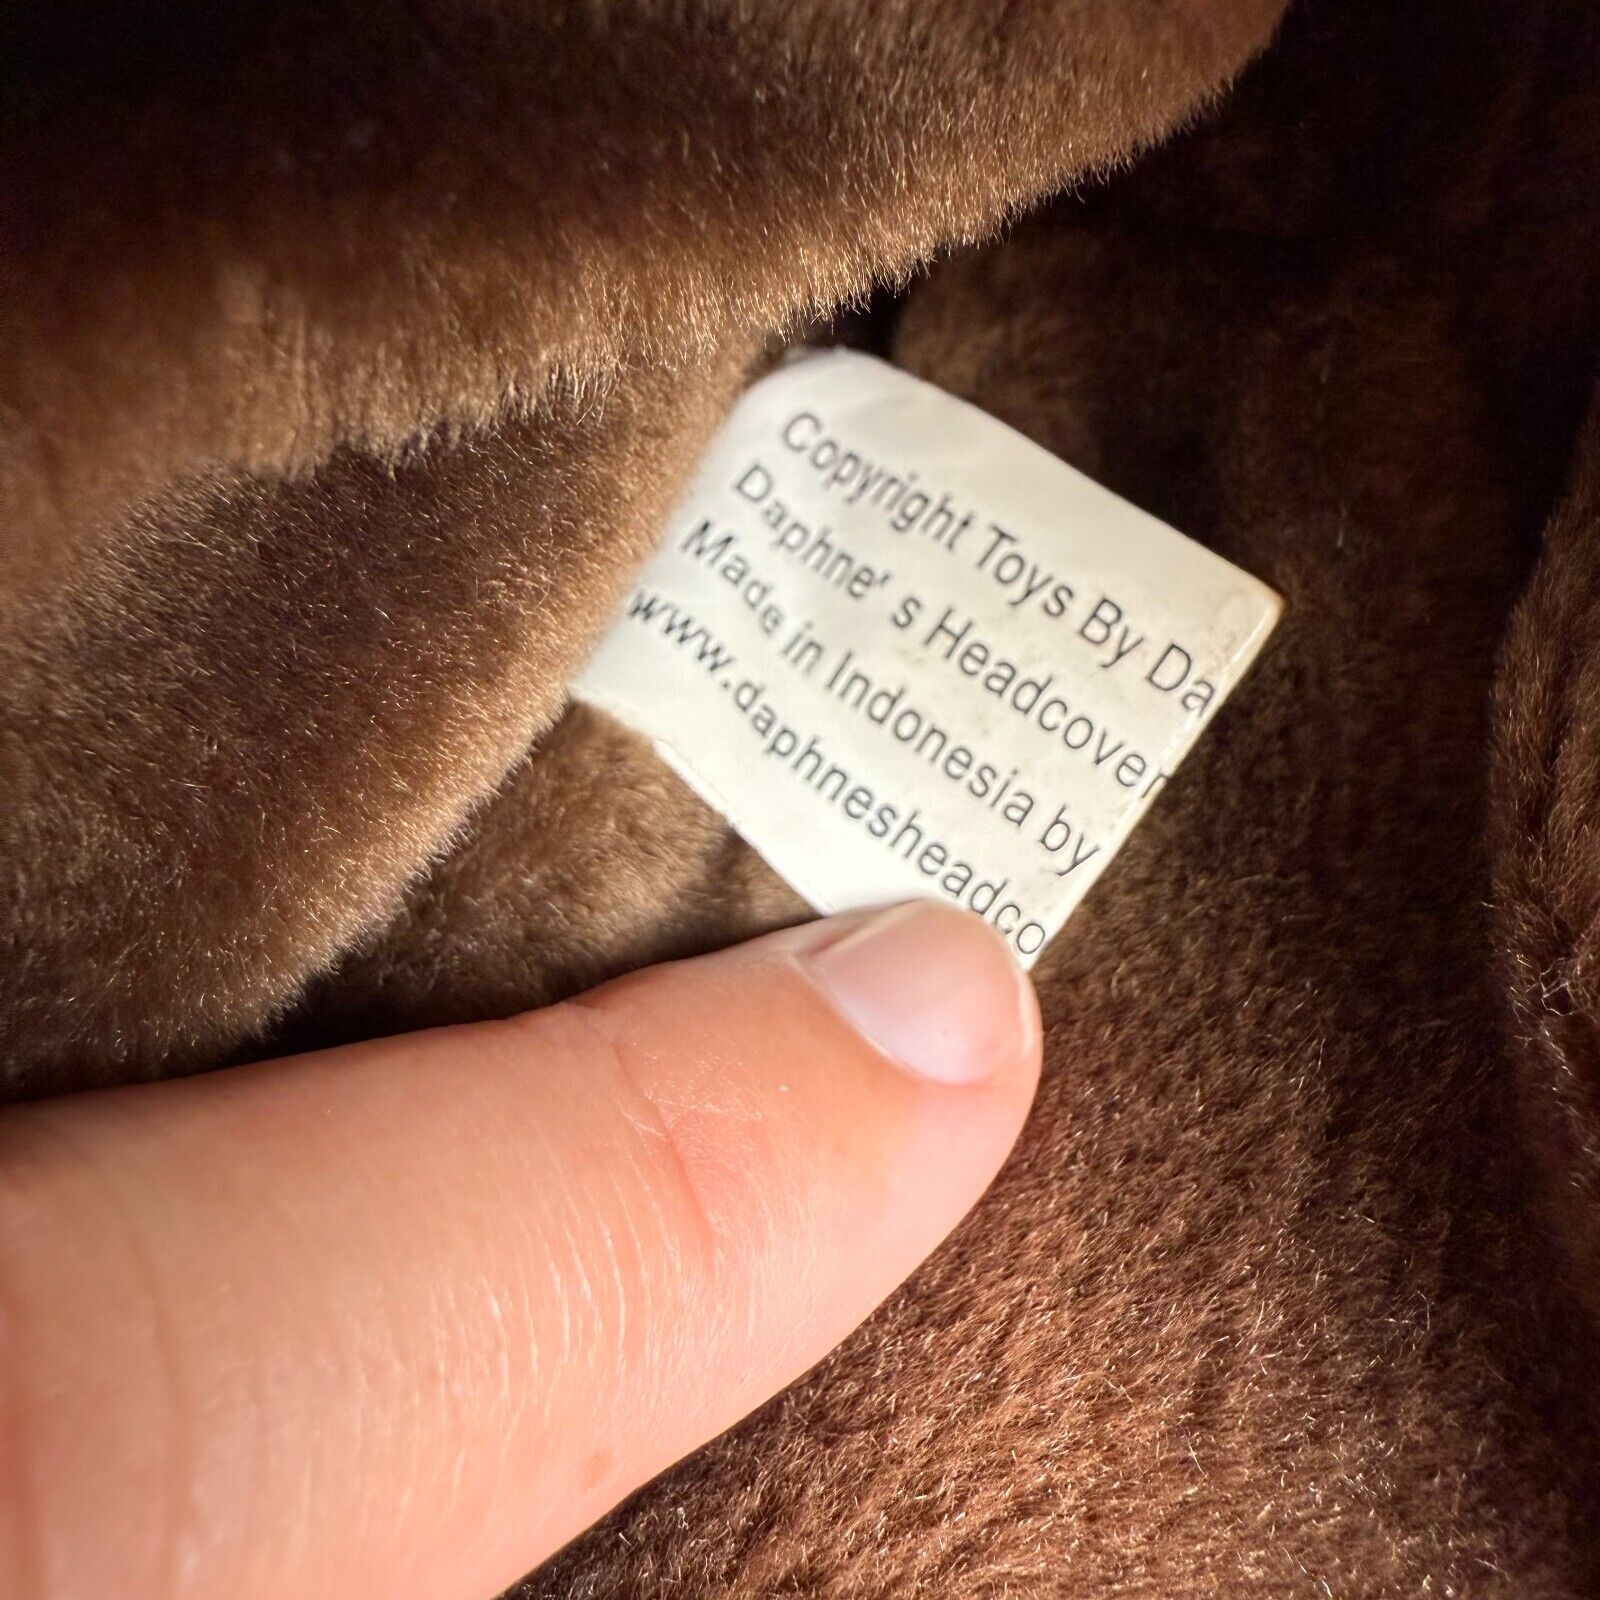 Copyright Toys By Da
Daphne' s Headcover
Made in Indonesia by
www.daphnesheadco